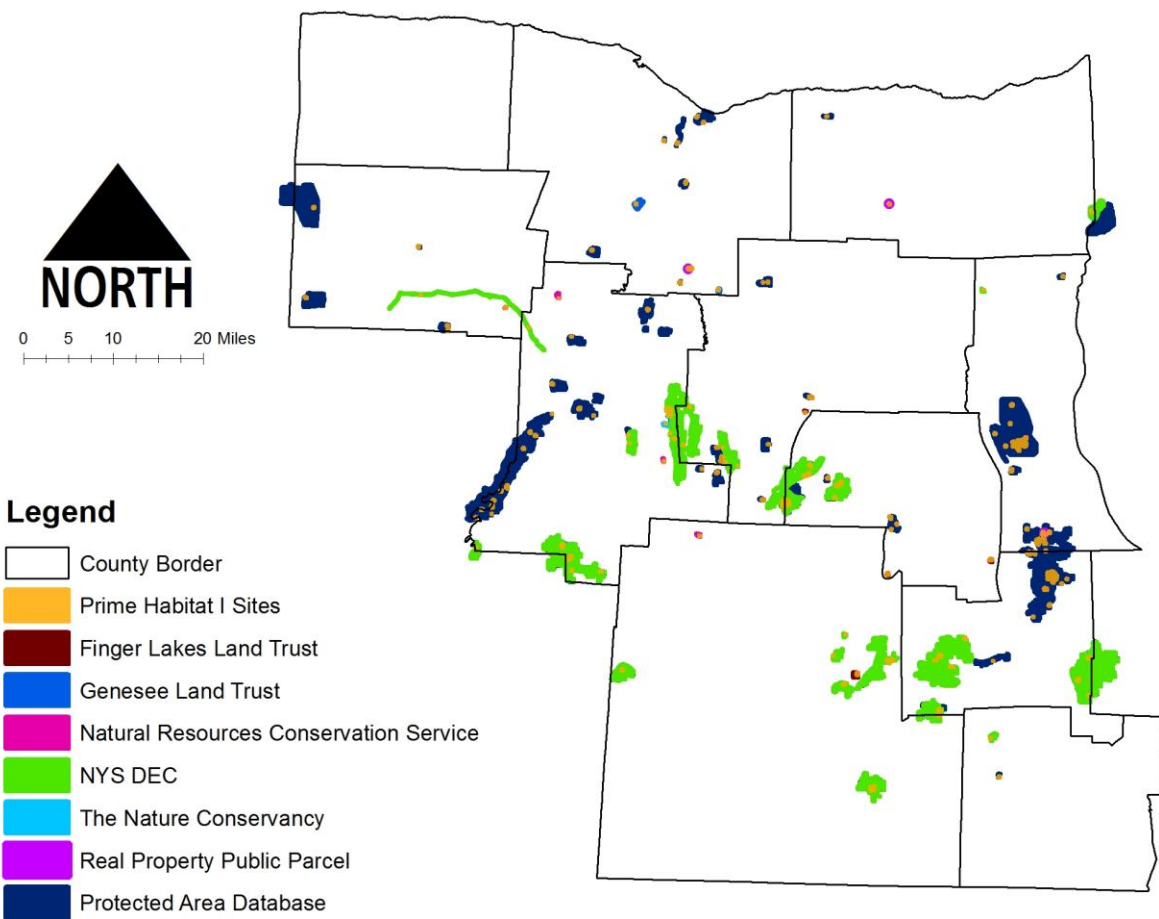 NORTH
0 5 10 20 Miles
Legend
County Border
Prime Habitat I Sites
Finger Lakes Land Trust
Genesee Land Trust
Natural Resources Conservation Service
NYS DEC
The Nature Conservancy
Real Property Public Parcel
Protected Area Database